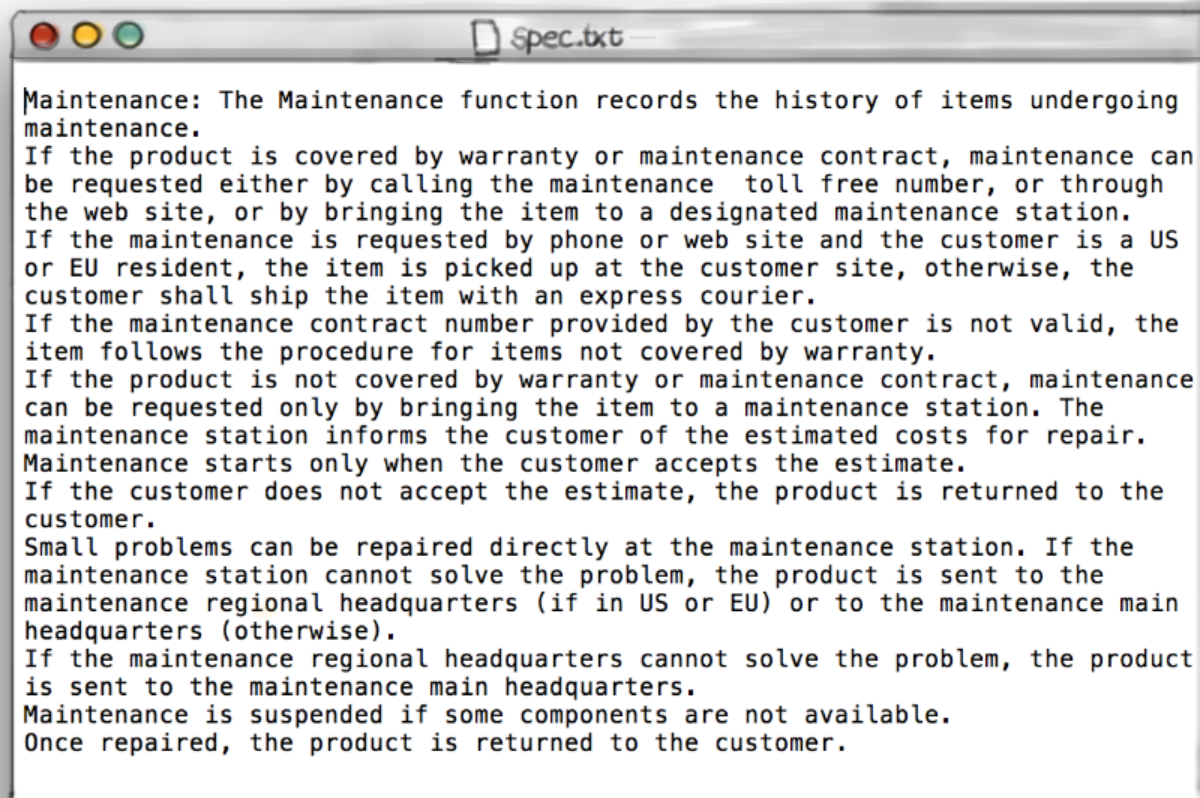 spec.txt
Maintenance: The Maintenance function records the history of items undergoing
maintenance.
If the product is covered by warranty or maintenance contract, maintenance can
be requested either by calling the maintenance  toll free number, or through
the web site, or by bringing the item to a designated maintenance station.
If the maintenance is requested by phone or web site and the customer is a US
or EU resident, the item is picked up at the customer site, otherwise, the
customer shall ship the item with an express courier.
If the maintenance contract number provided by the customer is not valid, the
item follows the procedure for items not covered by warranty.
If the product is not covered by warranty or maintenance contract, maintenance
can be requested only by bringing the item to a maintenance station. The
maintenance station informs the customer of the estimated costs for repair.
Maintenance starts only when the customer accepts the estimate.
If the customer does not accept the estimate, the product is returned to the
customer.
Small problems can be repaired directly at the maintenance station. If the
maintenance station cannot solve the problem, the product is sent to the
maintenance regional headquarters (if in US or EU) or to the maintenance main
headquarters (otherwise).
If the maintenance regional headquarters cannot solve the problem, the product
is sent to the maintenance main headquarters.
Maintenance is suspended if some components are not available.
Once repaired, the product is returned to the customer.